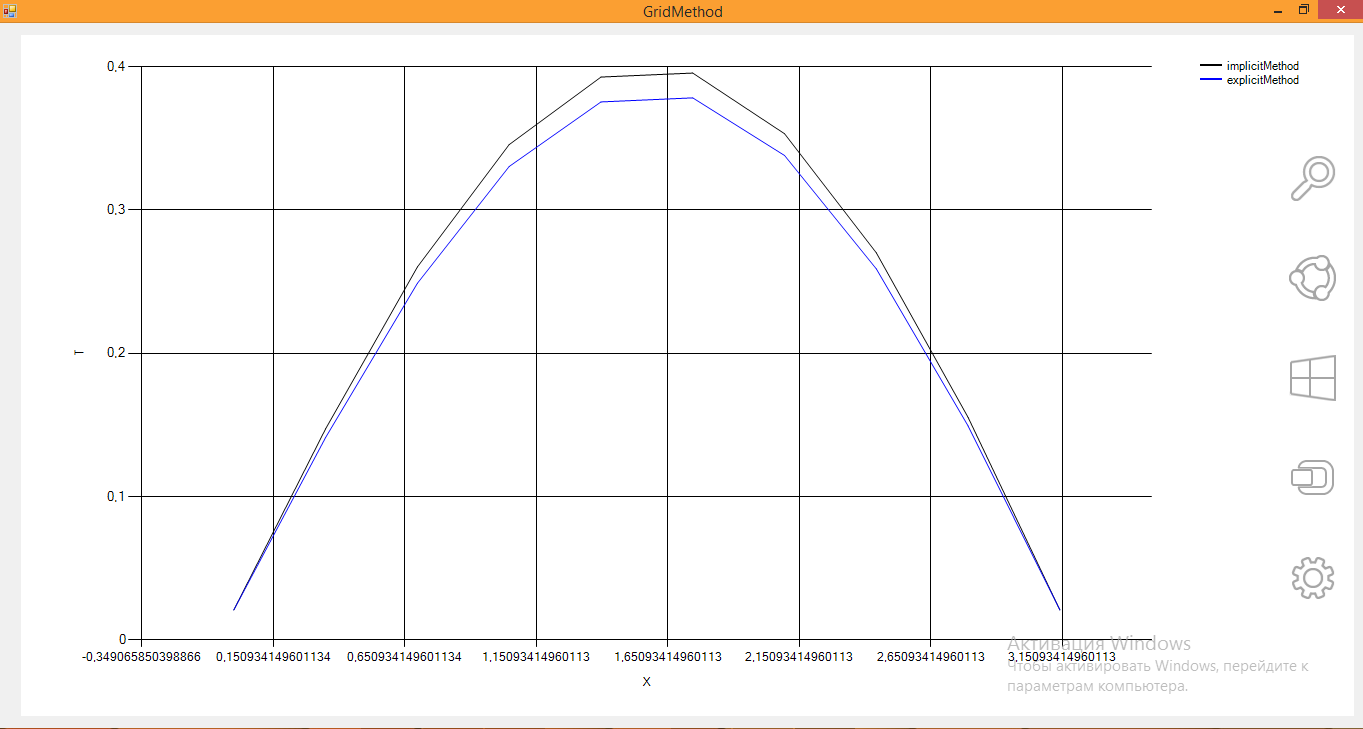 GridMethod
implicitMethod
explicitMethod
0,4
0,3
0,2
0,1
0
T
-0,349065850398866 0,150934149601134 0,650934149601134 1,15093414960113 1,65093414960113 2,15093414960113 2,65093414960113 3,15093414960113
X
Активация Windows
Чтобы активировать Windows, перейдите к
параметрам компьютера.